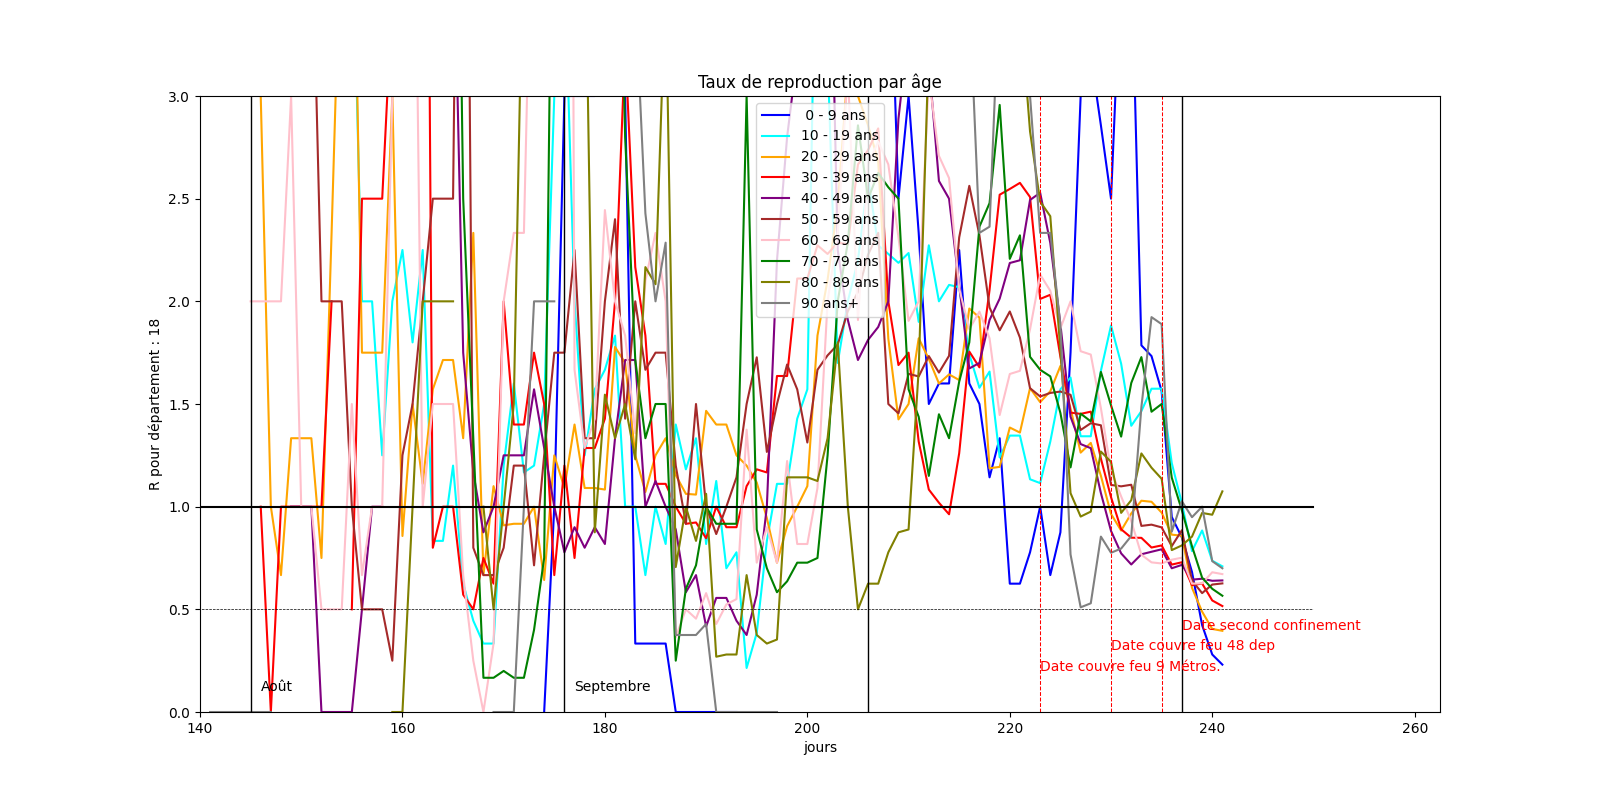 Taux de reproduction par âge
R pour département : 18
3.0
2.5
2.0
1.5
1.0
0.5
0.0
0 - 9 ans
10 - 19 ans
20 - 29 ans
30 - 39 ans
40 - 49 ans
50 - 59 ans
60 - 69 ans
70 - 79 ans
80 - 89 ans
90 ans+
Date second confinement
Date couvre feu 48 dep
Date couvre feu 9 Métros.
Août
Septembre
140 160 180 200 220 240 260
jours